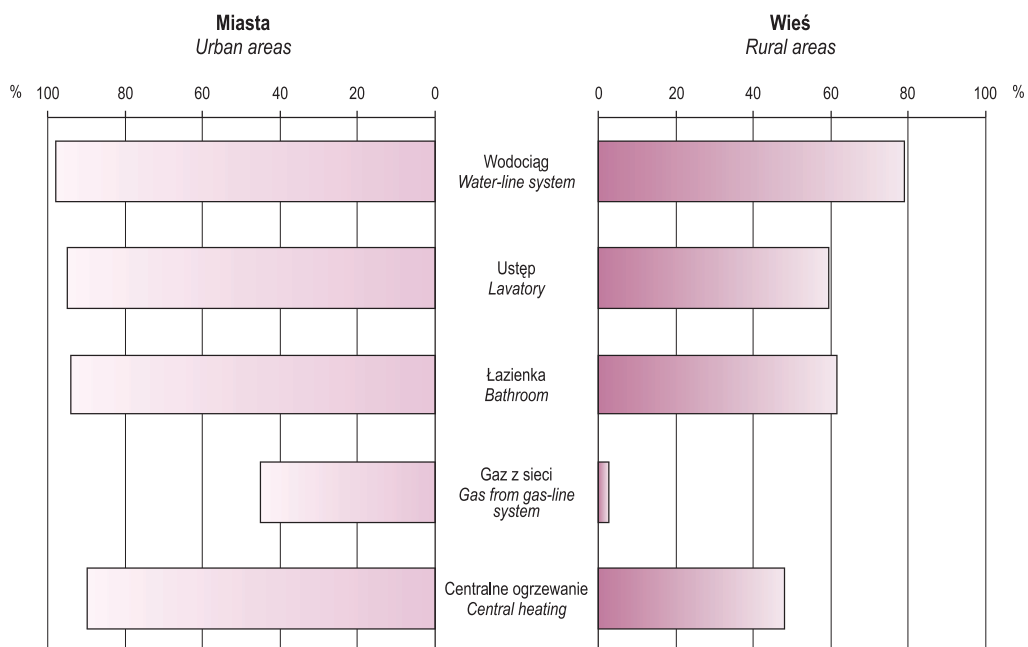 Miasta
Urban areas
Wieś
Rural areas
% 100 80 60 40 20 0
0 20 40 60 80 100 %
Wodociąg
Water-line system
Ustęp
Lavatory
Łazienka
Bathroom
Gaz z sieci
Gas from gas-line
system
Centralne ogrzewanie
Central heating